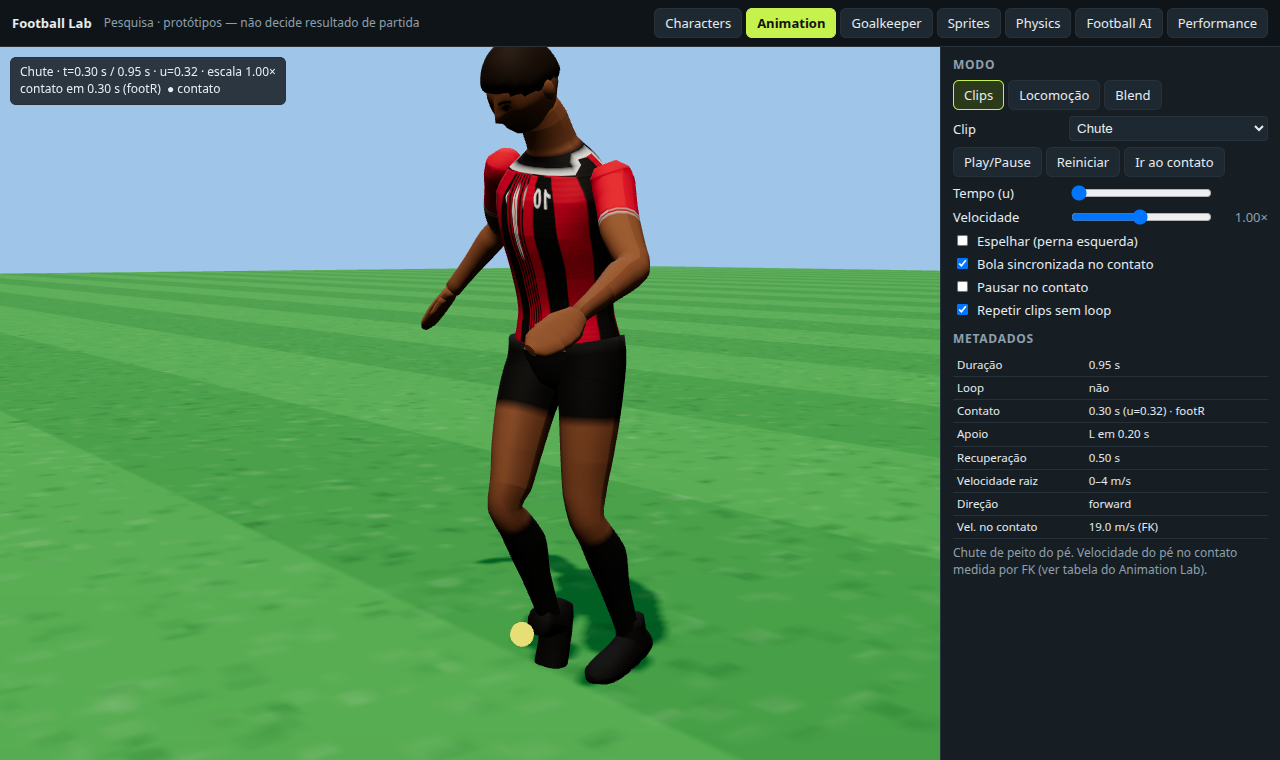 Football Lab
Pesquisa · protótipos — não decide resultado de partida
Characters
Animation
Goalkeeper
Sprites
Physics
Football AI
Performance
Chute · t=0.30 s / 0.95 s · u=0.32 · escala 1.00×
contato em 0.30 s (footR) ● contato
10
MODO
Clips
Locomoção
Blend
Clip
Chute
Play/Pause
Reiniciar
Ir ao contato
Tempo (u)
Velocidade 1.00×
Espelhar (perna esquerda)
Bola sincronizada no contato
Pausar no contato
Repetir clips sem loop
METADADOS
Duração 0.95 s
Loop não
Contato 0.30 s (u=0.32) · footR
Apoio L em 0.20 s
Recuperação 0.50 s
Velocidade raiz 0–4 m/s
Direção forward
Vel. no contato 19.0 m/s (FK)
Chute de peito do pé. Velocidade do pé no contato
medida por FK (ver tabela do Animation Lab).